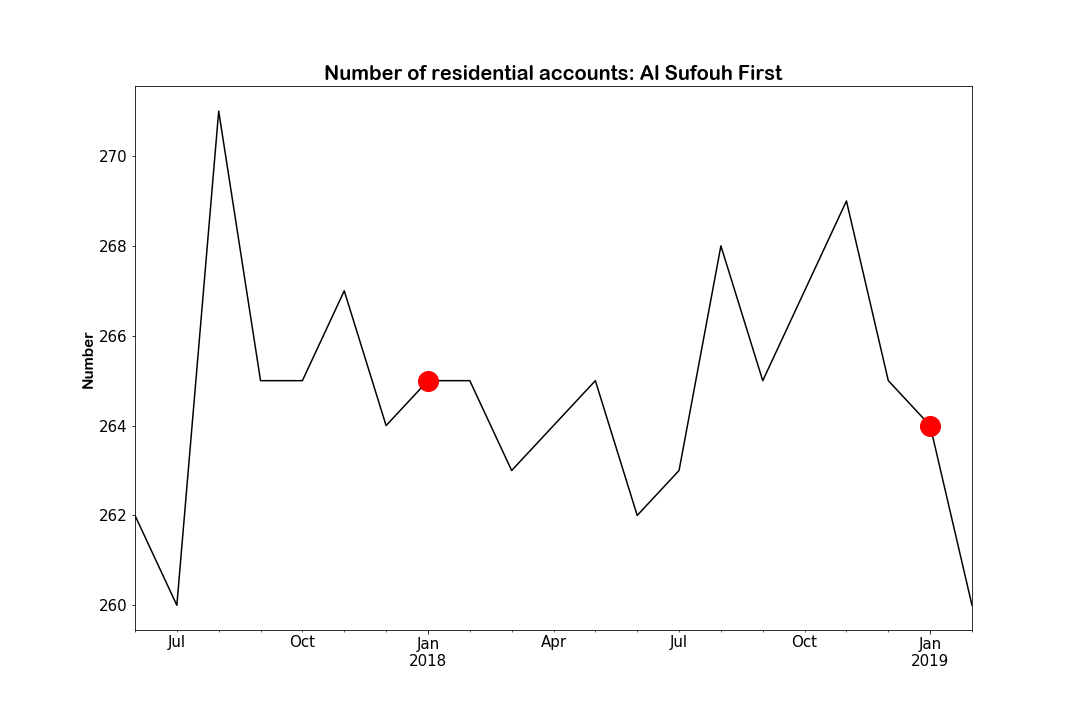 Number of residential accounts: Al Sufouh First
Number
270
268
266
264
262
260
Jul
Oct
Jan
2018
Apr
Jul
Oct
Jan
2019